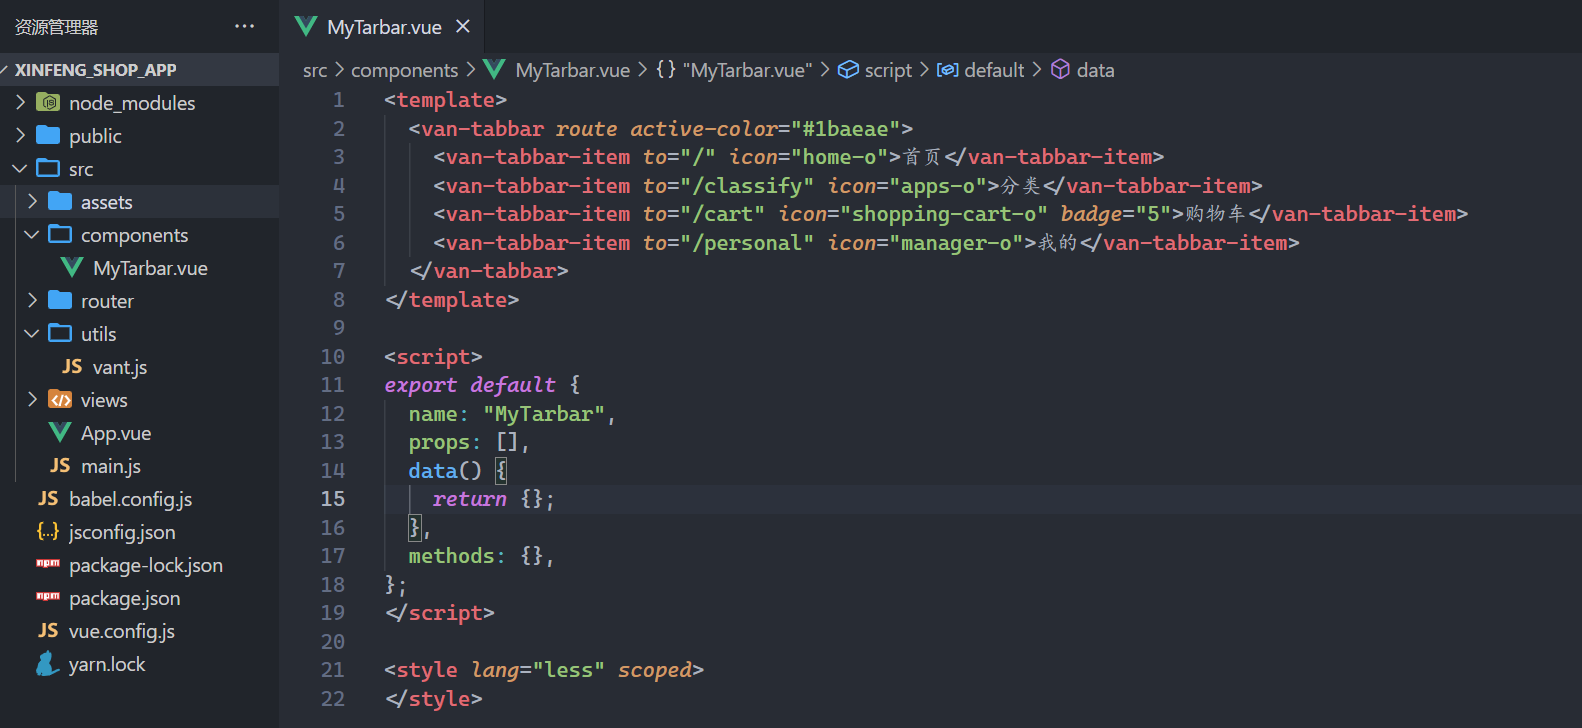 资源管理器 ···
XINFENG_SHOP_APP
node_modules
public
src
assets
components
MyTarbar.vue
router
utils
JS vant.js
views
App.vue
JS main.js
JS babel.config.js
{..} jsconfig.json
npm package-lock.json
npm package.json
JS vue.config.js
yarn.lock
MyTarbar.vue
src > components > MyTarbar.vue > {} "MyTarbar.vue" > script > default > data
1 <template>
2 <van-tabbar route active-color="#1baeae">
3 <van-tabbar-item to="/" icon="home-o">首页</van-tabbar-item>
4 <van-tabbar-item to="/classify" icon="apps-o">分类</van-tabbar-item>
5 <van-tabbar-item to="/cart" icon="shopping-cart-o" badge="5">购物车</van-tabbar-item>
6 <van-tabbar-item to="/personal" icon="manager-o">我的</van-tabbar-item>
7 </van-tabbar>
8 </template>
9
10 <script>
11 export default {
12 name: "MyTarbar",
13 props: [],
14 data() {
15 return {};
16 },
17 methods: {},
18 };
19 </script>
20
21 <style lang="less" scoped>
22 </style>